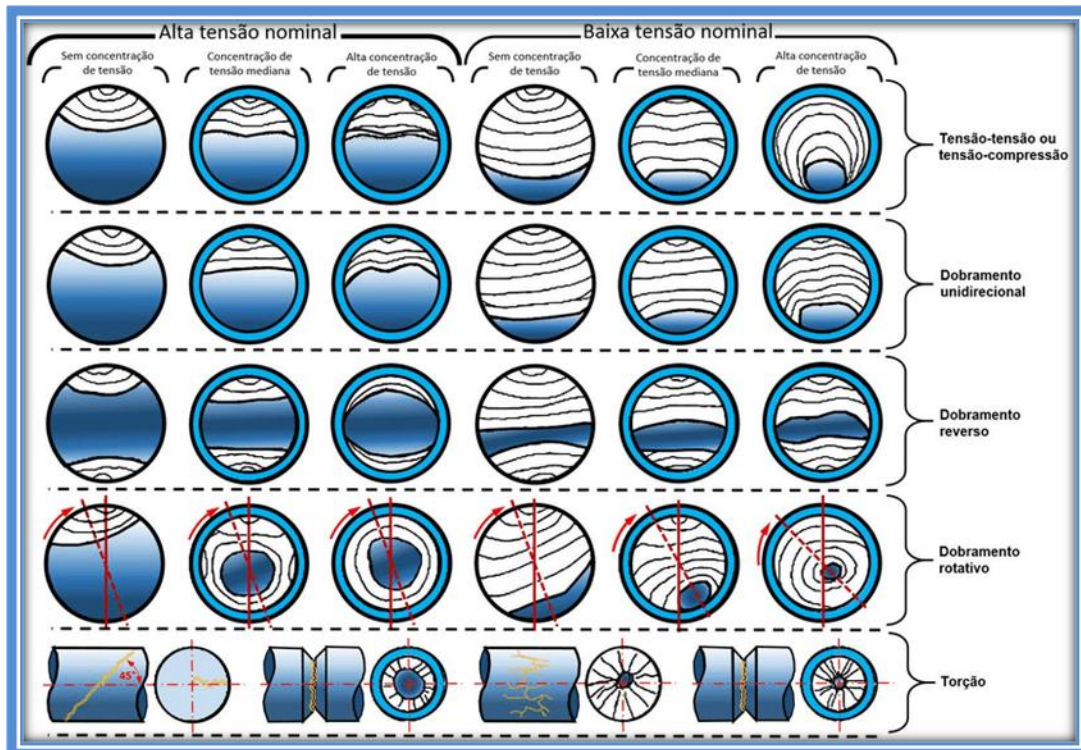 Alta tensão nominal
Baixa tensão nominal
Sem concentração
de tensão
Concentração de
tensão mediana
Alta concentração
de tensão
Sem concentração
de tensão
Concentração de
tensão mediana
Alta concentração
de tensão
Tensão-tensão ou
tensão-compressão
Dobramento
unidirecional
Dobramento
reverso
Dobramento
rotativo
45°
Torção